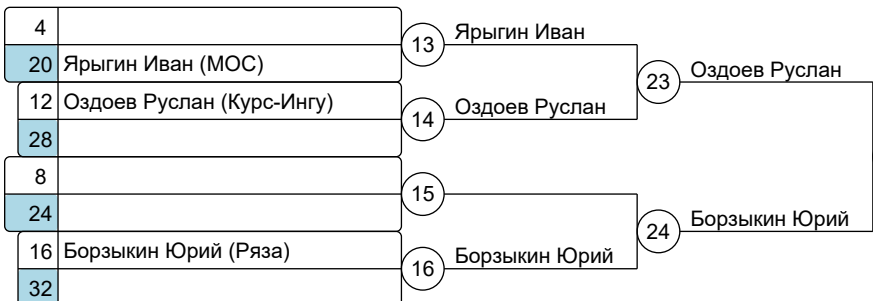 4
13
Ярыгин Иван
20 Ярыгин Иван (МОС)
23
Оздоев Руслан
12 Оздоев Руслан (Курс-Ингу)
14
Оздоев Руслан
28
8
15
24
24
Борзыкин Юрий
16 Борзыкин Юрий (Ряза)
16
Борзыкин Юрий
32